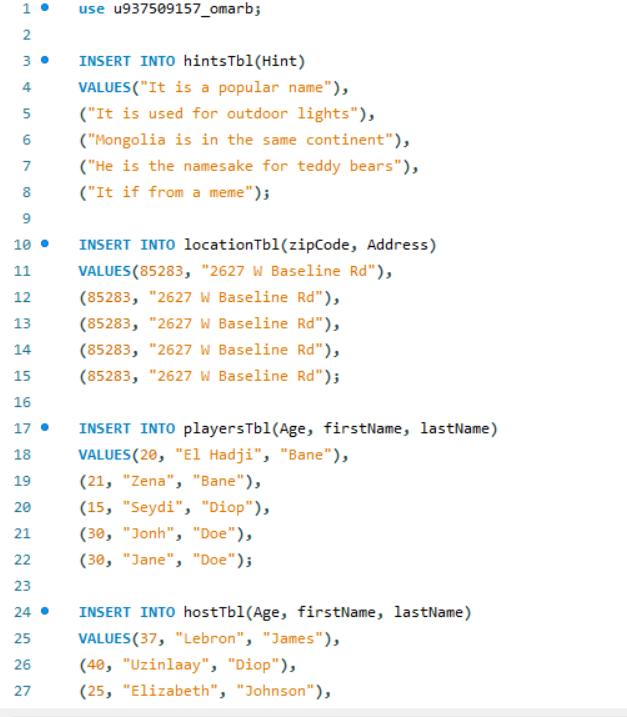 1 use u937509157_omarb;
2
3 INSERT INTO hintsTbl(Hint)
4 VALUES("It is a popular name"),
5 ("It is used for outdoor lights"),
6 ("Mongolia is in the same continent"),
7 ("He is the namesake for teddy bears"),
8 ("It if from a meme");
9
10 INSERT INTO locationTbl(zipCode, Address)
11 VALUES(85283, "2627 W Baseline Rd"),
12 (85283, "2627 W Baseline Rd"),
13 (85283, "2627 W Baseline Rd"),
14 (85283, "2627 W Baseline Rd"),
15 (85283, "2627 W Baseline Rd");
16
17 INSERT INTO playersTbl(Age, firstName, lastName)
18 VALUES(20, "El Hadji", "Bane"),
19 (21, "Zena", "Bane"),
20 (15, "Seydi", "Diop"),
21 (30, "Jonh", "Doe"),
22 (30, "Jane", "Doe");
23
24 INSERT INTO hostTbl(Age, firstName, lastName)
25 VALUES(37, "Lebron", "James"),
26 (40, "Uzinlaay", "Diop"),
27 (25, "Elizabeth", "Johnson"),